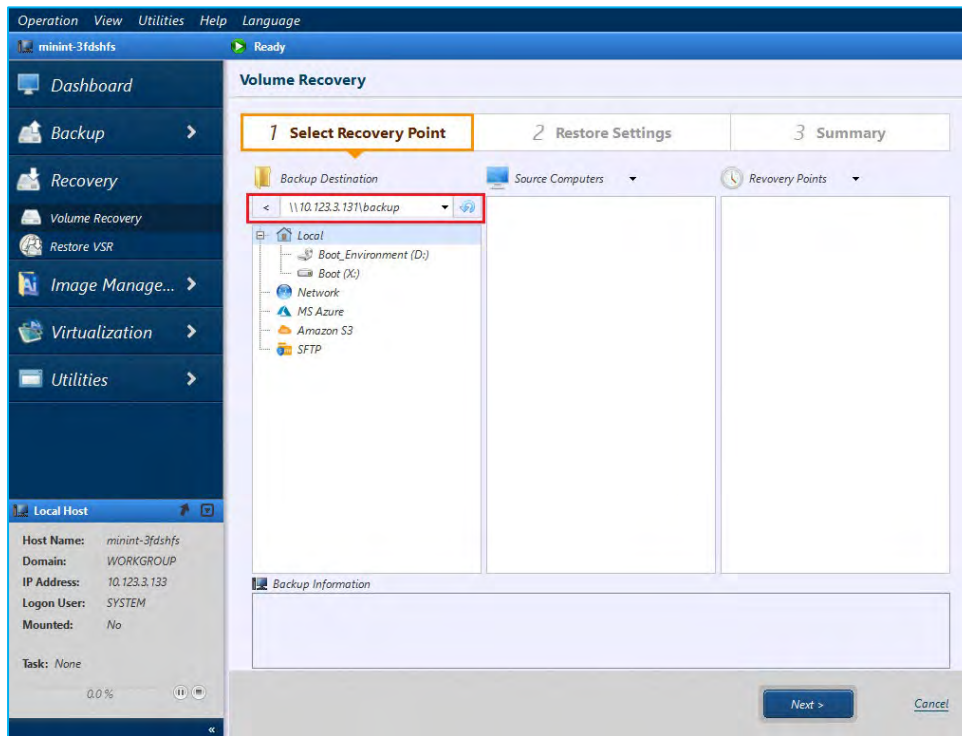 Operation View Utilities Help Language
minint-3fdshfs
Ready
Dashboard
Backup
Recovery
Volume Recovery
Restore VSR
Image Manage...
Virtualization
Utilities
Local Host
Host Name: minint-3fdshfs
Domain: WORKGROUP
IP Address: 10.123.3.133
Logon User: SYSTEM
Mounted: No
Task: None
0.0 %
«
Volume Recovery
1 Select Recovery Point
2 Restore Settings
3 Summary
Backup Destination
Source Computers
Revovery Points
< \\10.123.3.131\backup
Local
Boot_Environment (D:)
Boot (X:)
Network
MS Azure
Amazon S3
SFTP
Backup Information
Next >
Cancel